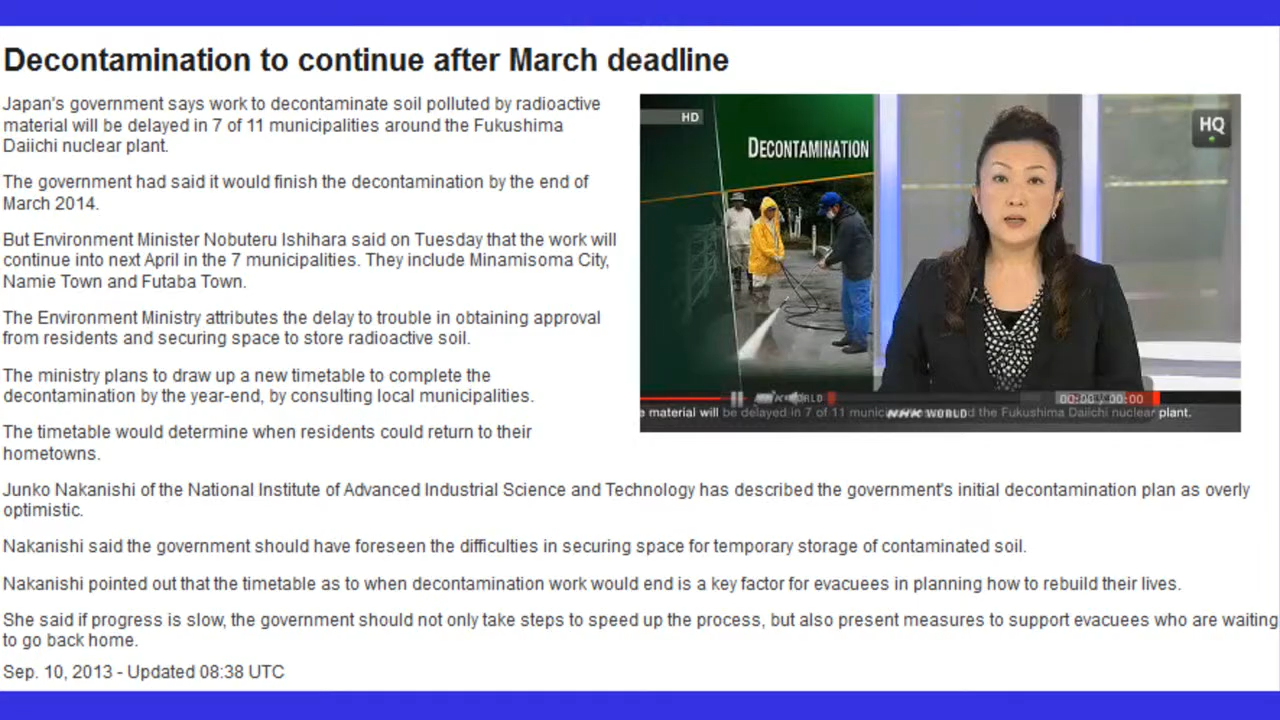 Decontamination to continue after March deadline
Japan's government says work to decontaminate soil polluted by radioactive
material will be delayed in 7 of 11 municipalities around the Fukushima
Daiichi nuclear plant.
The government had said it would finish the decontamination by the end of
March 2014.
But Environment Minister Nobuteru Ishihara said on Tuesday that the work will
continue into next April in the 7 municipalities. They include Minamisoma City,
Namie Town and Futaba Town.
The Environment Ministry attributes the delay to trouble in obtaining approval
from residents and securing space to store radioactive soil.
The ministry plans to draw up a new timetable to complete the
decontamination by the year-end, by consulting local municipalities.
The timetable would determine when residents could return to their
hometowns.
HD
DECONTAMINATION
HQ
00:00 00:00
e material will be delayed in 7 of 11 munic
NHK WORLD
d the Fukushima Daiichi nuclear plant.
Junko Nakanishi of the National Institute of Advanced Industrial Science and Technology has described the government's initial decontamination plan as overly
optimistic.
Nakanishi said the government should have foreseen the difficulties in securing space for temporary storage of contaminated soil.
Nakanishi pointed out that the timetable as to when decontamination work would end is a key factor for evacuees in planning how to rebuild their lives.
She said if progress is slow, the government should not only take steps to speed up the process, but also present measures to support evacuees who are waiting
to go back home.
Sep. 10, 2013 - Updated 08:38 UTC